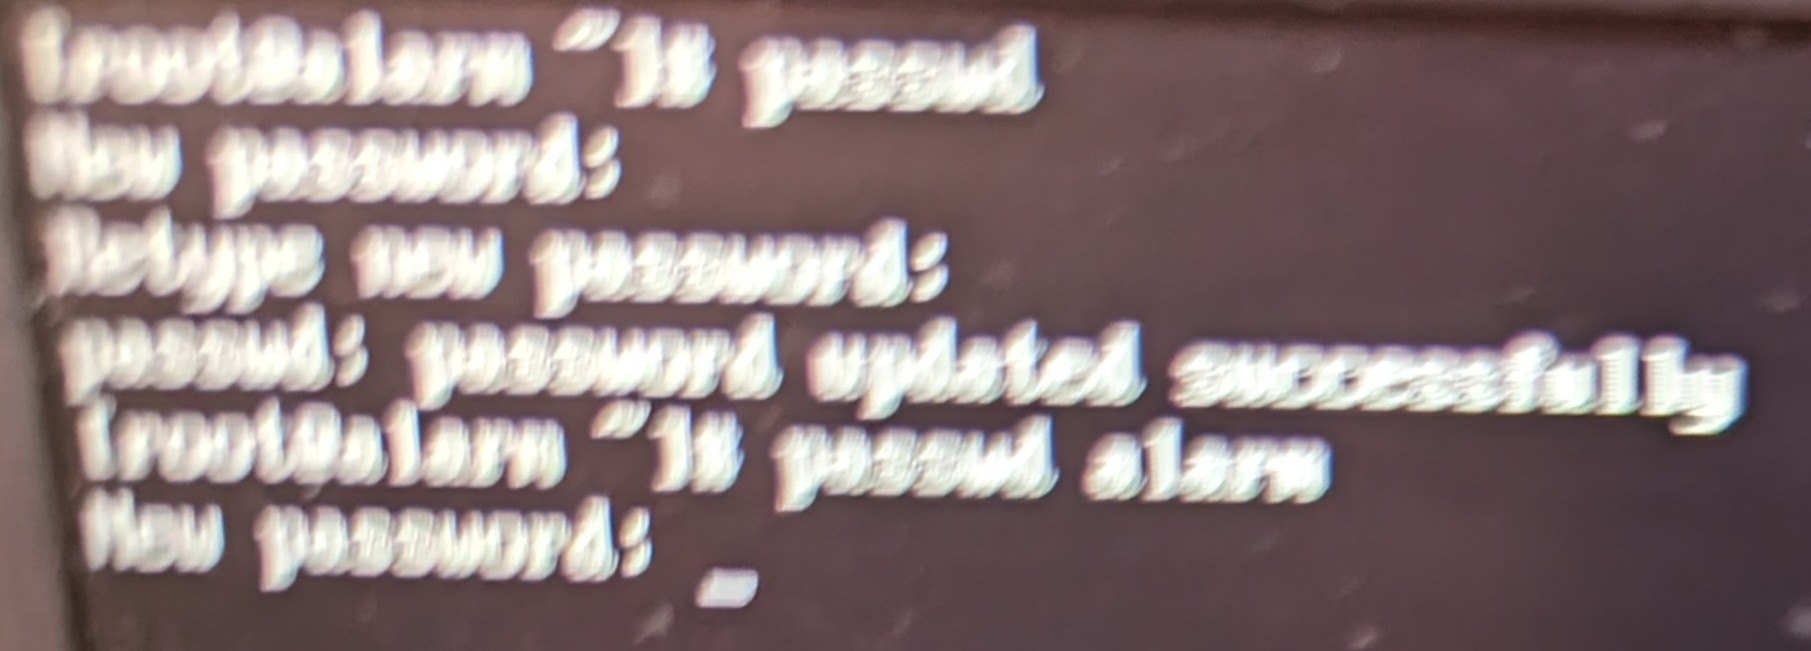 [root@alarm ~]# passwd
New password:
Retype new password:
passwd: password updated successfully
[root@alarm ~]# passwd alarm
New password: _